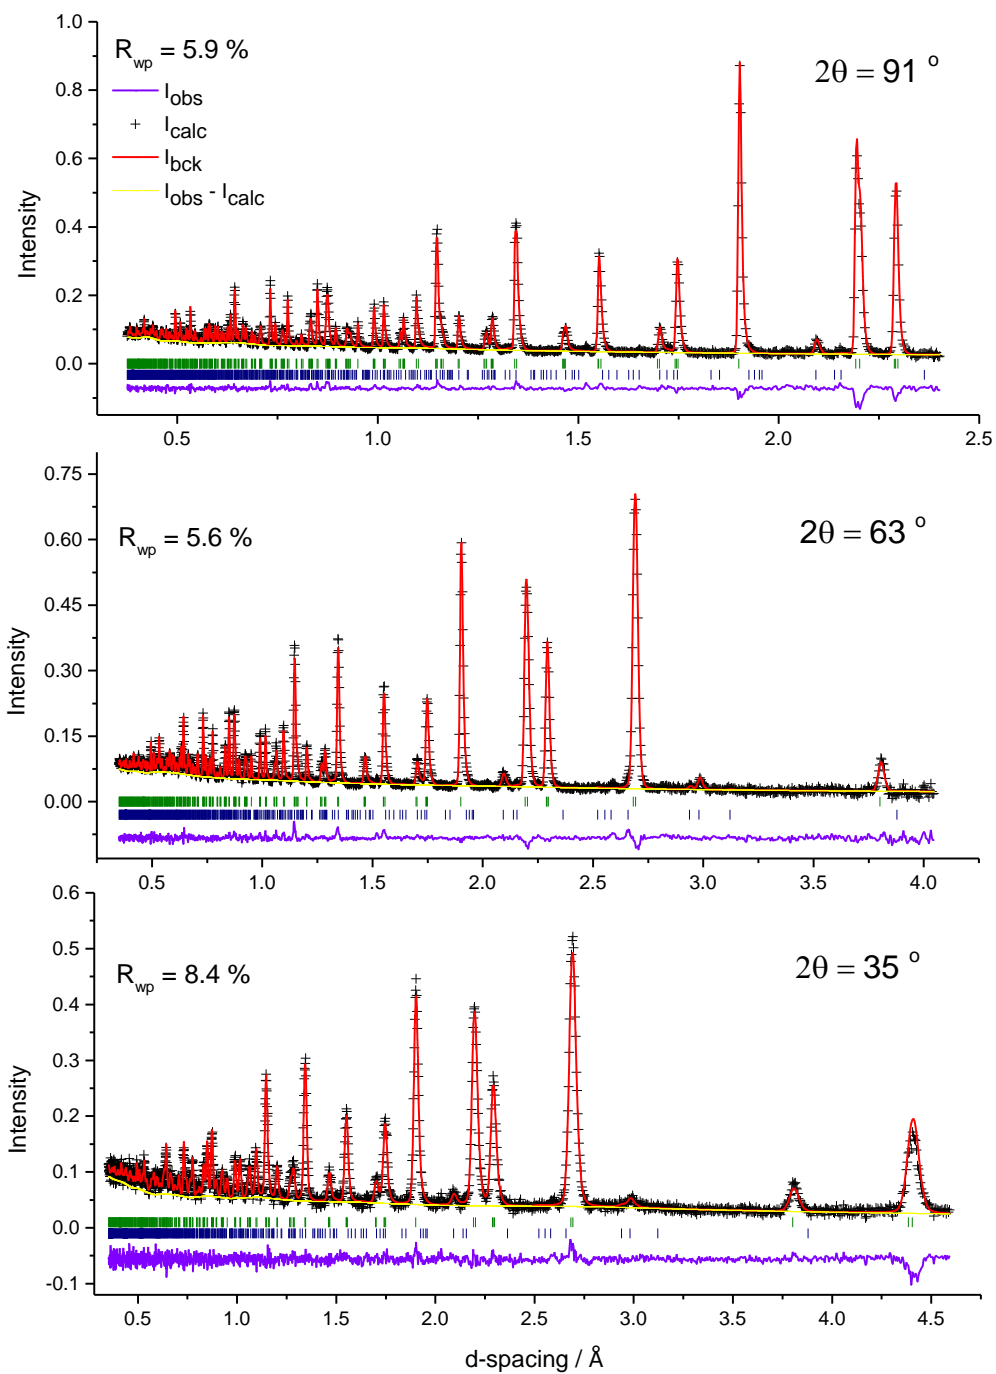 1.0
R_wp = 5.9 %
2θ = 91 °
I_obs
0.8
I_calc
I_bck
0.6
I_obs - I_calc
Intensity
0.4
0.2
0.0
0.5 1.0 1.5 2.0 2.5
0.75
R_wp = 5.6 %
2θ = 63 °
0.60
0.45
Intensity
0.30
0.15
0.00
0.5 1.0 1.5 2.0 2.5 3.0 3.5 4.0
0.6
0.5
R_wp = 8.4 %
2θ = 35 °
0.4
0.3
Intensity
0.2
0.1
0.0
-0.1
0.5 1.0 1.5 2.0 2.5 3.0 3.5 4.0 4.5
d-spacing / Å